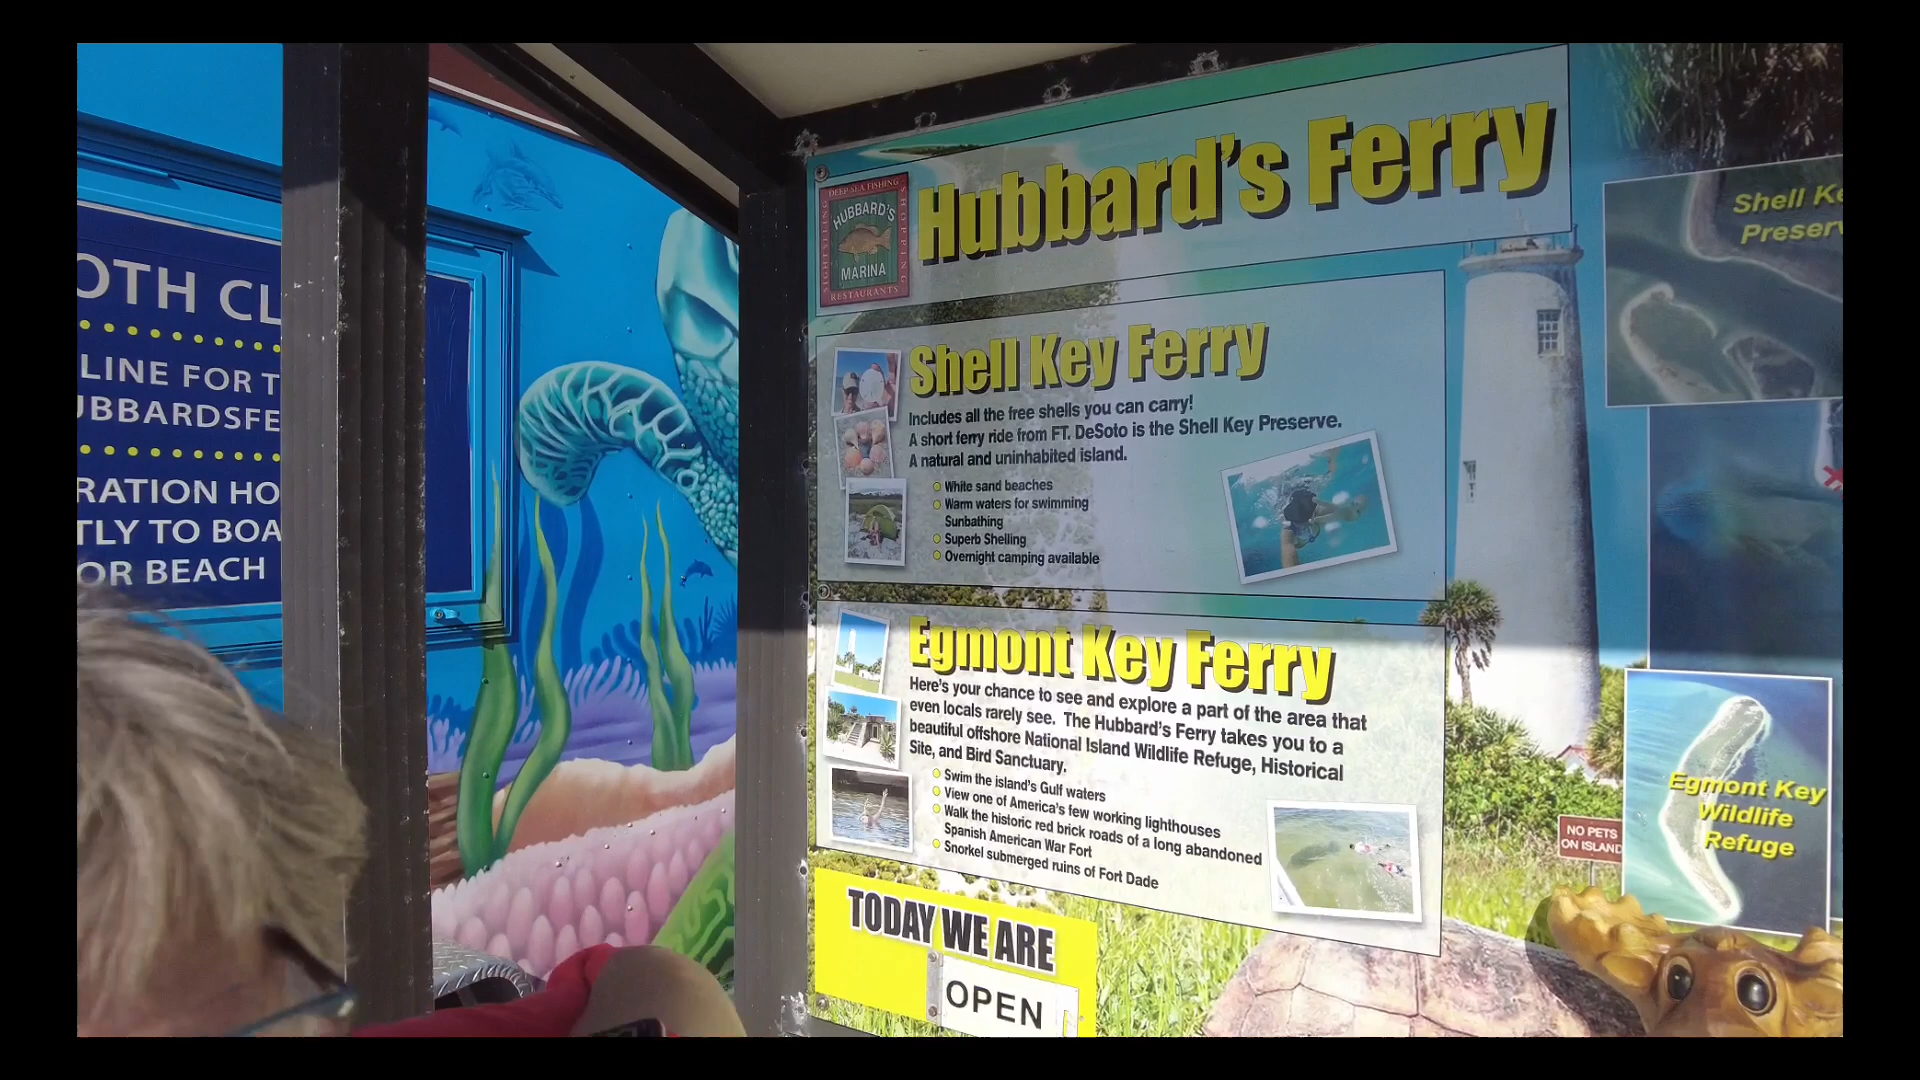 OTH CL
LINE FOR T
UBBARDSFE
RATION HO
TLY TO BOA
OR BEACH
DEEP SEA FISHING
SIGHTSEEING
SHOPPING
HUBBARD'S
MARINA
RESTAURANTS
Hubbard's Ferry
Shell Key Ferry
Includes all the free shells you can carry!
A short ferry ride from FT. DeSoto is the Shell Key Preserve.
A natural and uninhabited island.
White sand beaches
Warm waters for swimming
Sunbathing
Superb Shelling
Overnight camping available
Egmont Key Ferry
Here's your chance to see and explore a part of the area that
even locals rarely see. The Hubbard's Ferry takes you to a
beautiful offshore National Island Wildlife Refuge, Historical
Site, and Bird Sanctuary.
Swim the island's Gulf waters
View one of America's few working lighthouses
Walk the historic red brick roads of a long abandoned
Spanish American War Fort
Snorkel submerged ruins of Fort Dade
TODAY WE ARE
OPEN
Shell Ke
Preserv
NO PETS
ON ISLAND
Egmont Key
Wildlife
Refuge